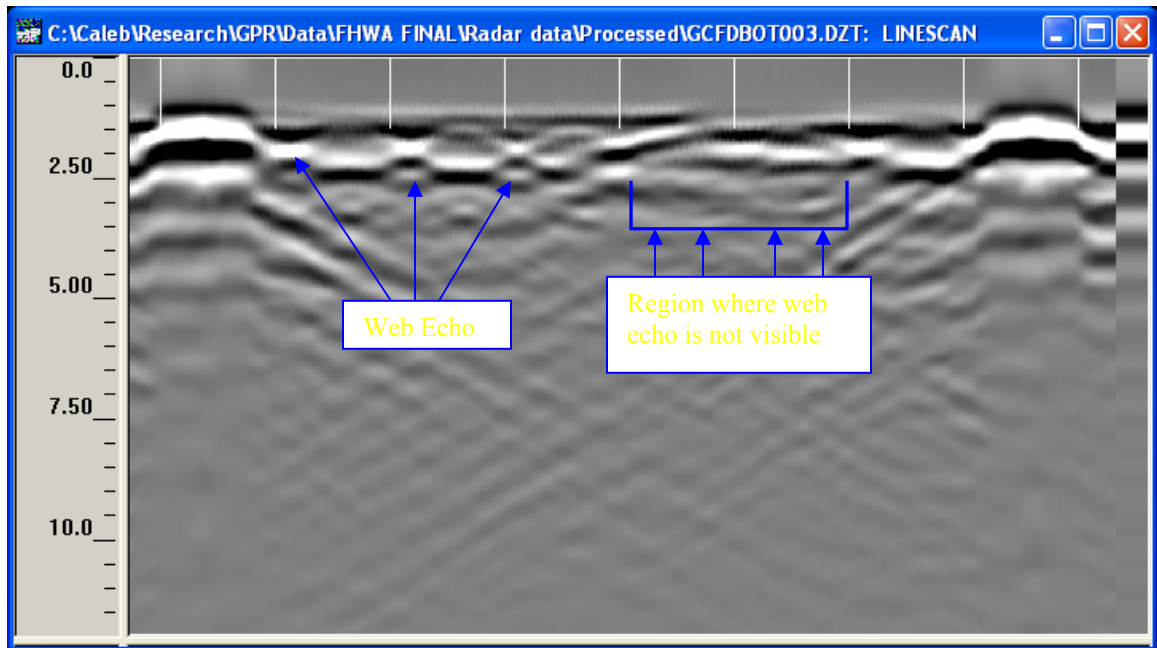 C:\Caleb\Research\GPR\Data\FHWA FINAL\Radar data\Processed\GCFDBOT003.DZT: LINESCAN
0.0
2.50
5.00
Web Echo
Region where web
echo is not visible
7.50
10.0